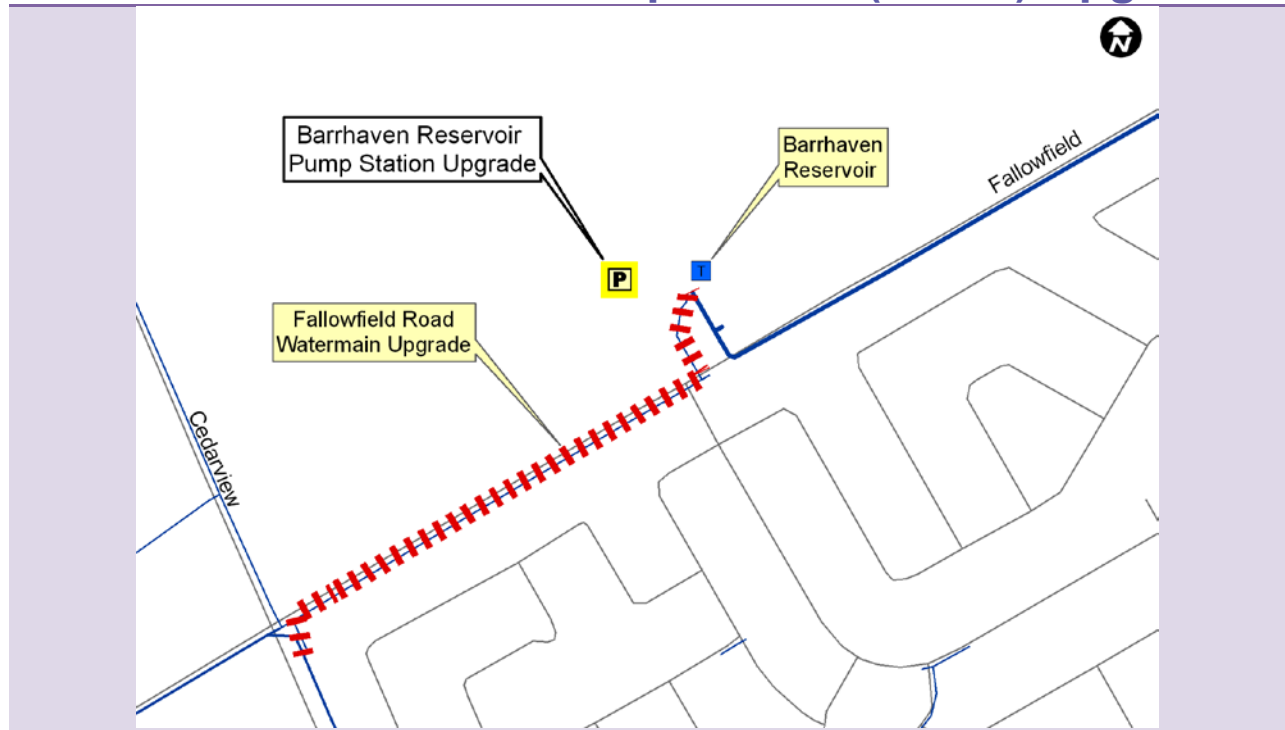 N
Barrhaven Reservoir
Pump Station Upgrade
Barrhaven
Reservoir
Fallowfield
P
T
Fallowfield Road
Watermain Upgrade
Cedarview